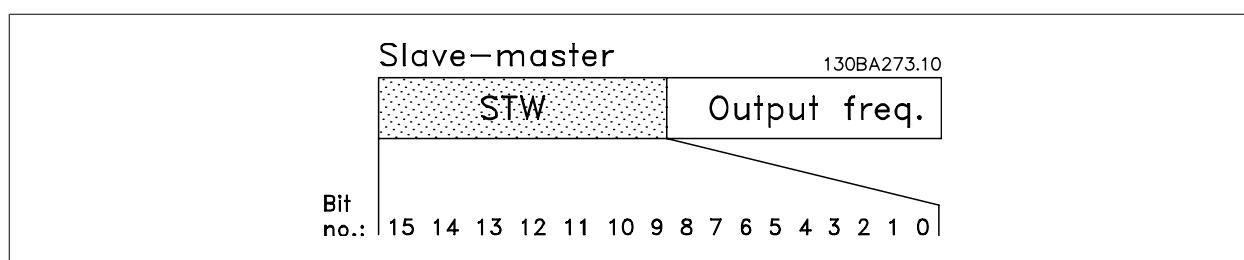 Slave-master
130BA273.10
STW
Output freq.
Bit
no.: 15 14 13 12 11 10 9 8 7 6 5 4 3 2 1 0